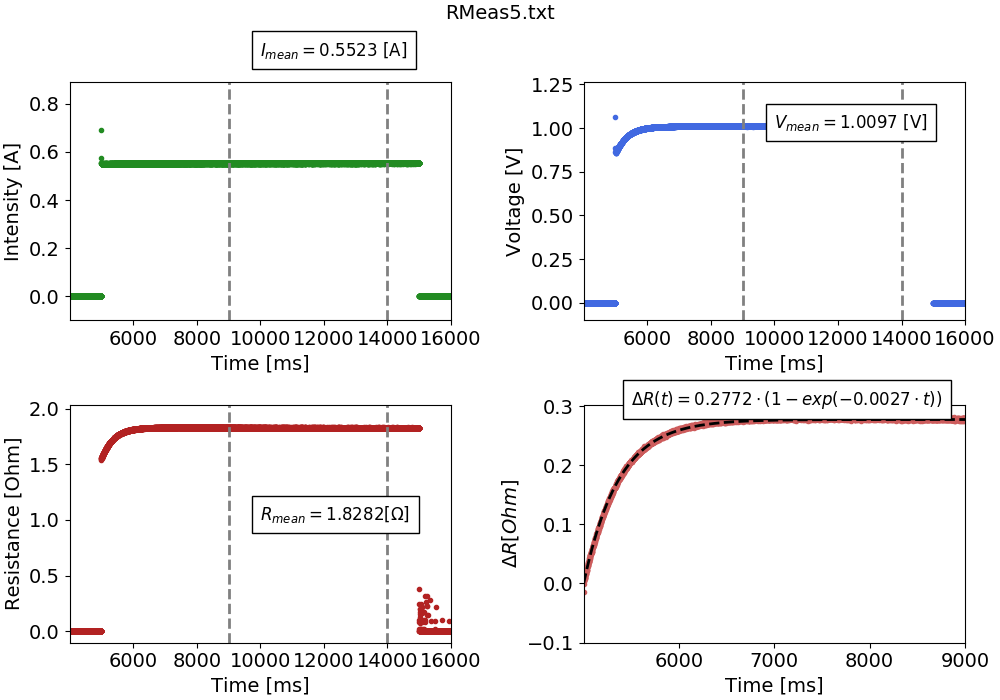 RMeas5.txt
I_mean = 0.5523 [A]
Intensity [A]
0.8
0.6
0.4
0.2
0.0
6000 8000 10000 12000 14000 16000
Time [ms]
V_mean = 1.0097 [V]
Voltage [V]
1.25
1.00
0.75
0.50
0.25
0.00
6000 8000 10000 12000 14000 16000
Time [ms]
R_mean = 1.8282[Ω]
Resistance [Ohm]
2.0
1.5
1.0
0.5
0.0
6000 8000 10000 12000 14000 16000
Time [ms]
ΔR(t) = 0.2772 · (1 − exp(−0.0027 · t))
ΔR[Ohm]
0.3
0.2
0.1
0.0
−0.1
6000 7000 8000 9000
Time [ms]